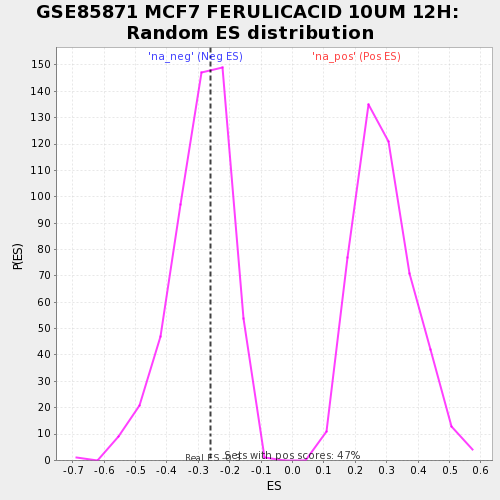 GSE85871 MCF7 FERULICACID 10UM 12H:
Random ES distribution
'na_neg' (Neg ES)
'na_pos' (Pos ES)
150
140
130
120
110
100
90
80
70
60
50
40
30
20
10
0
P(ES)
Real ES
Sets with pos scores: 47%
-0.7 -0.6 -0.5 -0.4 -0.3 -0.2 -0.1 0.0 0.1 0.2 0.3 0.4 0.5 0.6
ES